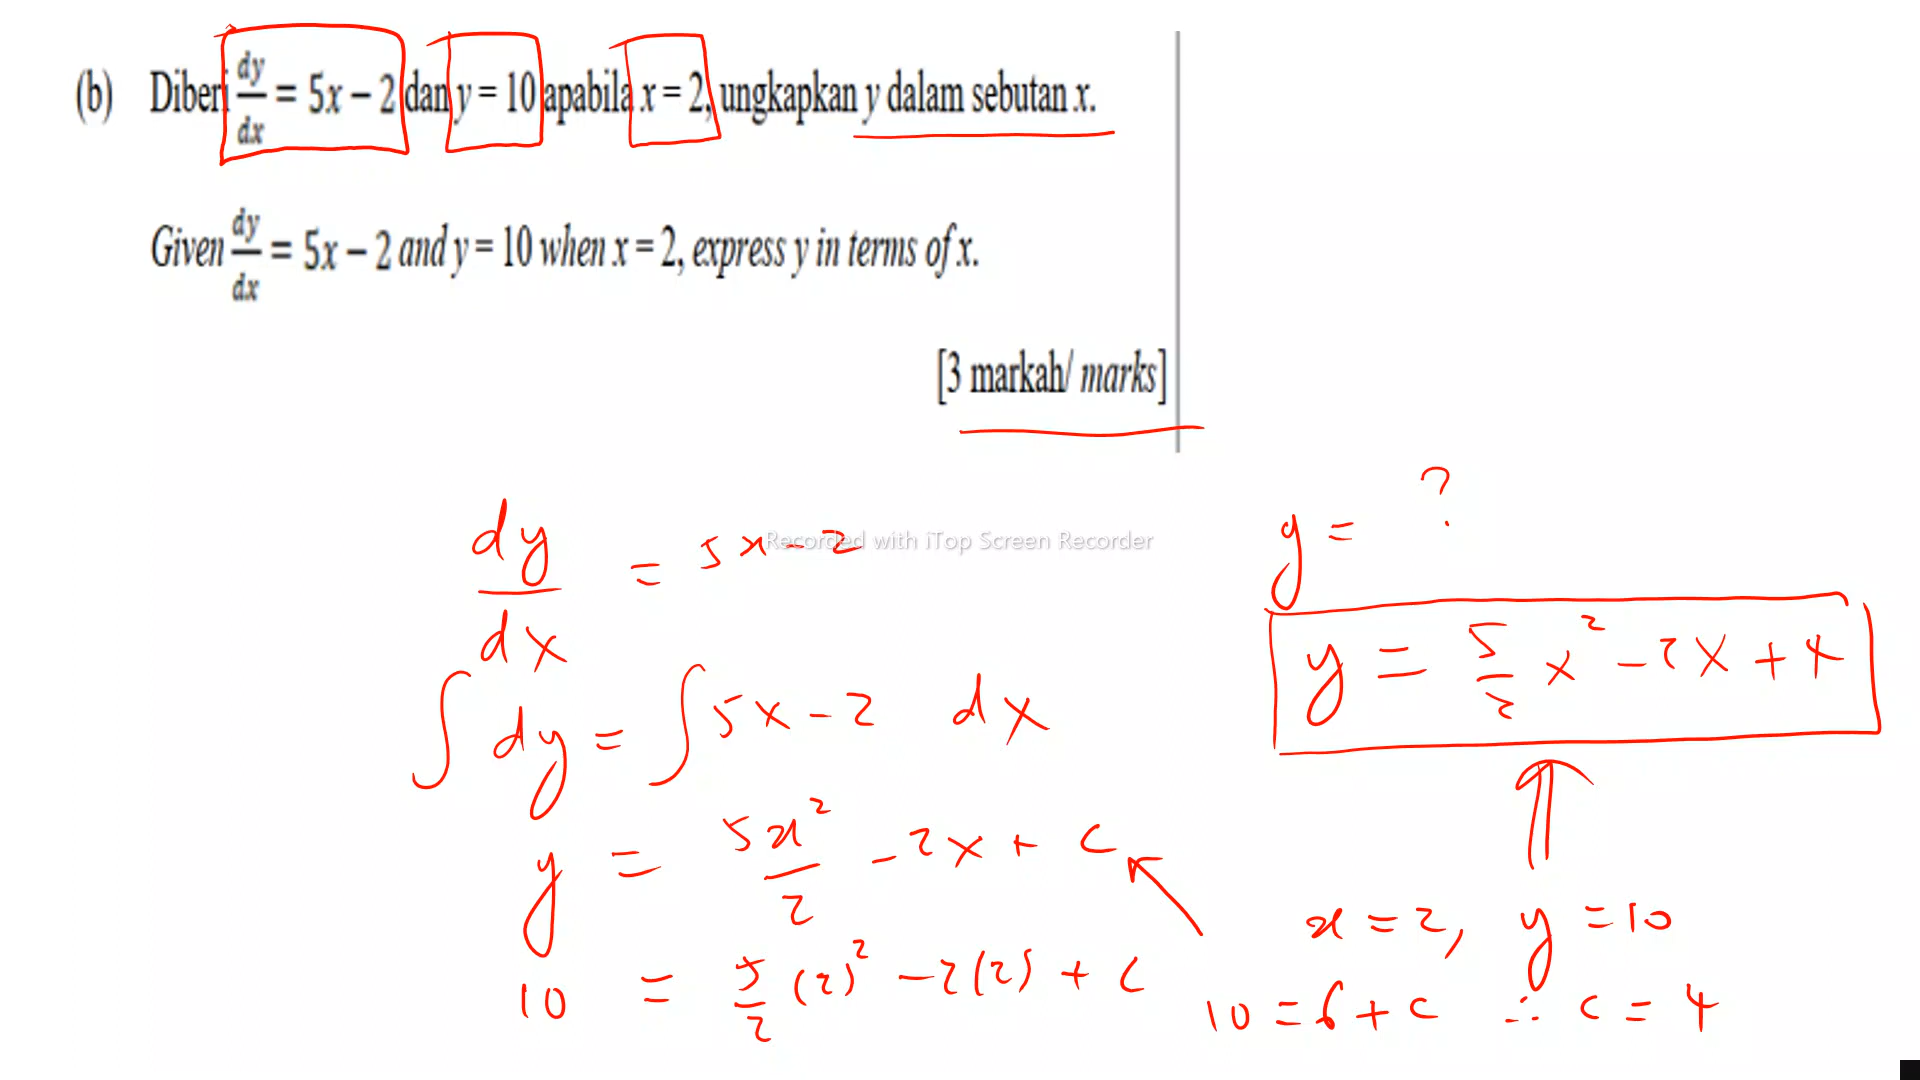 (b) Diberi dy/dx = 5x – 2 dan y = 10 apabila x = 2, ungkapkan y dalam sebutan x.
Given dy/dx = 5x – 2 and y = 10 when x = 2, express y in terms of x.
[3 markah/ marks]
dy/dx = 5x - 2
Recorded with iTop Screen Recorder
∫ dy = ∫ 5x - 2 dx
y = 5x²/2 - 2x + c
10 = 5/2 (2)² - 2(2) + c
y = ?
y = 5/2 x² - 2x + 4
x = 2, y = 10
10 = 6 + c ∴ c = 4